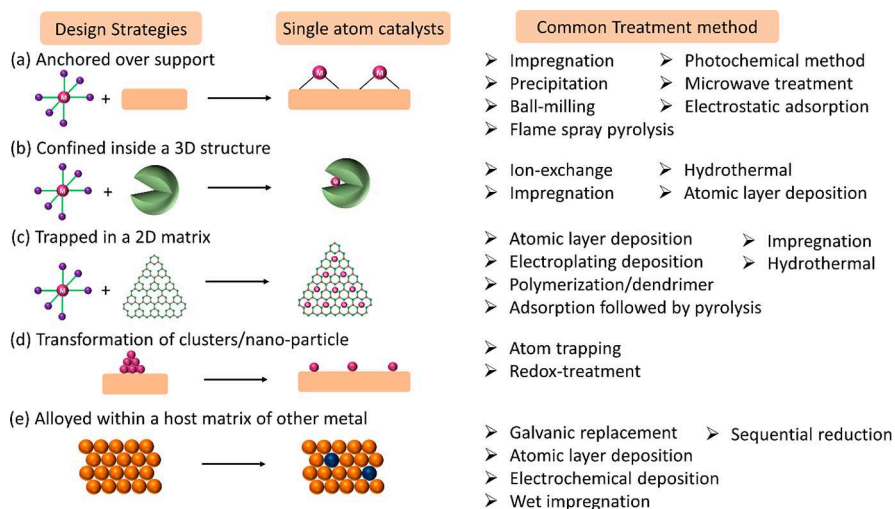 Design Strategies
Single atom catalysts
Common Treatment method
(a) Anchored over support
M
+
M
M
➢ Impregnation
➢ Photochemical method
➢ Precipitation
➢ Microwave treatment
➢ Ball-milling
➢ Electrostatic adsorption
➢ Flame spray pyrolysis
(b) Confined inside a 3D structure
M
+
M
➢ Ion-exchange
➢ Hydrothermal
➢ Impregnation
➢ Atomic layer deposition
(c) Trapped in a 2D matrix
M
+
➢ Atomic layer deposition
➢ Impregnation
➢ Electroplating deposition
➢ Hydrothermal
➢ Polymerization/dendrimer
➢ Adsorption followed by pyrolysis
(d) Transformation of clusters/nano-particle
➢ Atom trapping
➢ Redox-treatment
(e) Alloyed within a host matrix of other metal
➢ Galvanic replacement
➢ Sequential reduction
➢ Atomic layer deposition
➢ Electrochemical deposition
➢ Wet impregnation